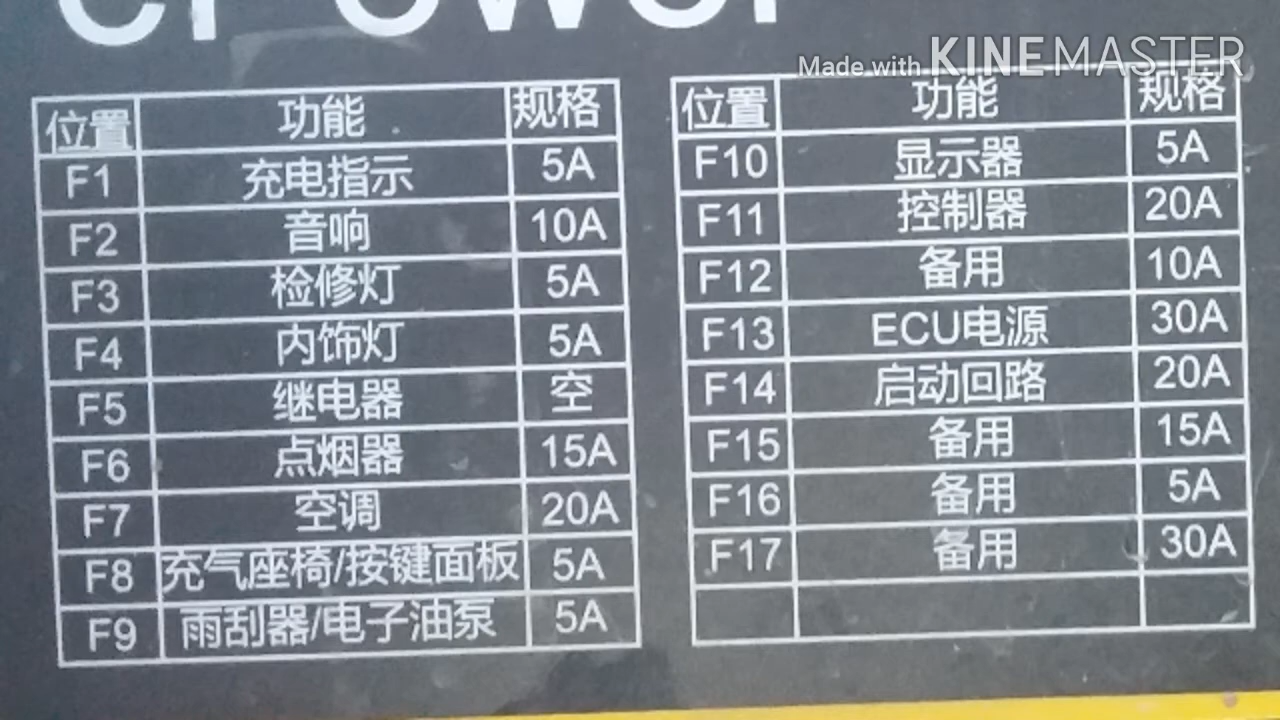 Made with KINEMASTER
位置 功能 规格
F1 充电指示 5A
F2 音响 10A
F3 检修灯 5A
F4 内饰灯 5A
F5 继电器 空
F6 点烟器 15A
F7 空调 20A
F8 充气座椅/按键面板 5A
F9 雨刮器/电子油泵 5A
位置 功能 规格
F10 显示器 5A
F11 控制器 20A
F12 备用 10A
F13 ECU电源 30A
F14 启动回路 20A
F15 备用 15A
F16 备用 5A
F17 备用 30A